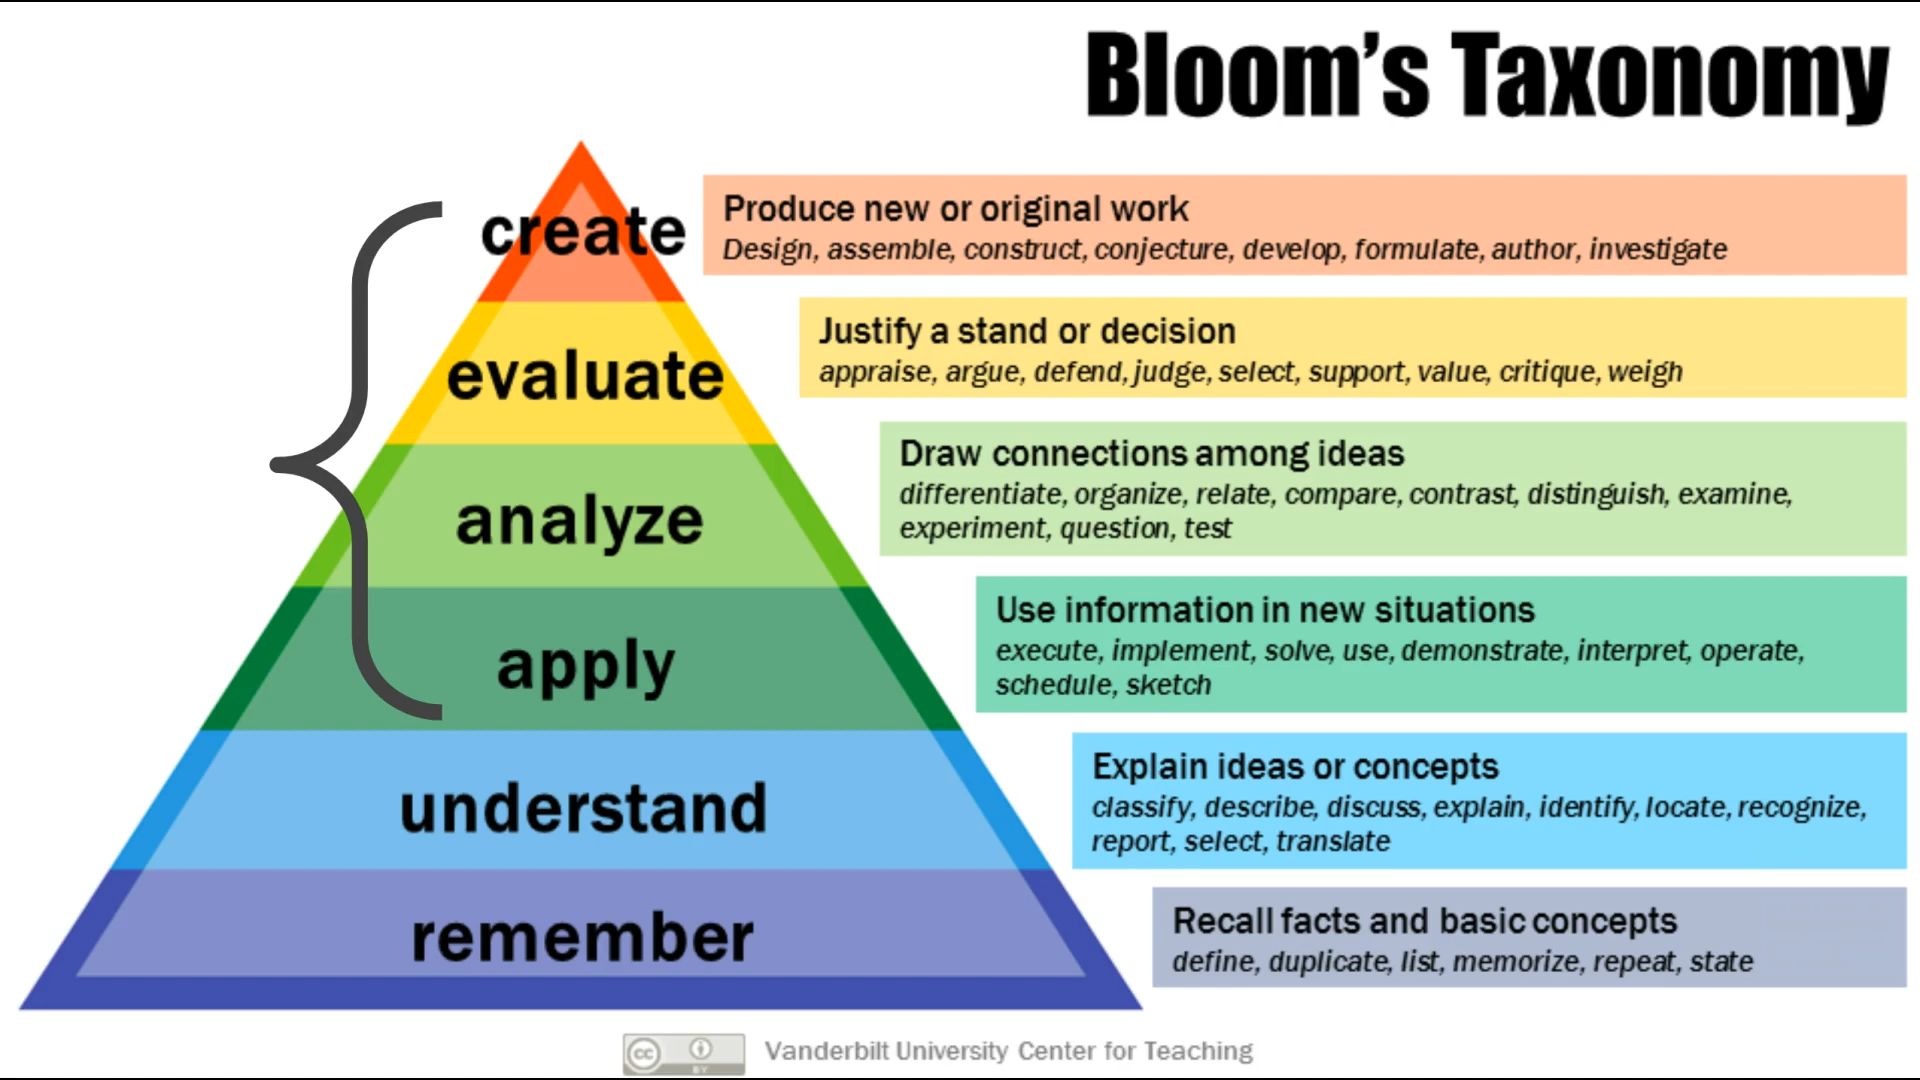 Bloom's Taxonomy
create
Produce new or original work
Design, assemble, construct, conjecture, develop, formulate, author, investigate
evaluate
Justify a stand or decision
appraise, argue, defend, judge, select, support, value, critique, weigh
analyze
Draw connections among ideas
differentiate, organize, relate, compare, contrast, distinguish, examine,
experiment, question, test
apply
Use information in new situations
execute, implement, solve, use, demonstrate, interpret, operate,
schedule, sketch
understand
Explain ideas or concepts
classify, describe, discuss, explain, identify, locate, recognize,
report, select, translate
remember
Recall facts and basic concepts
define, duplicate, list, memorize, repeat, state
cc
BY
Vanderbilt University Center for Teaching